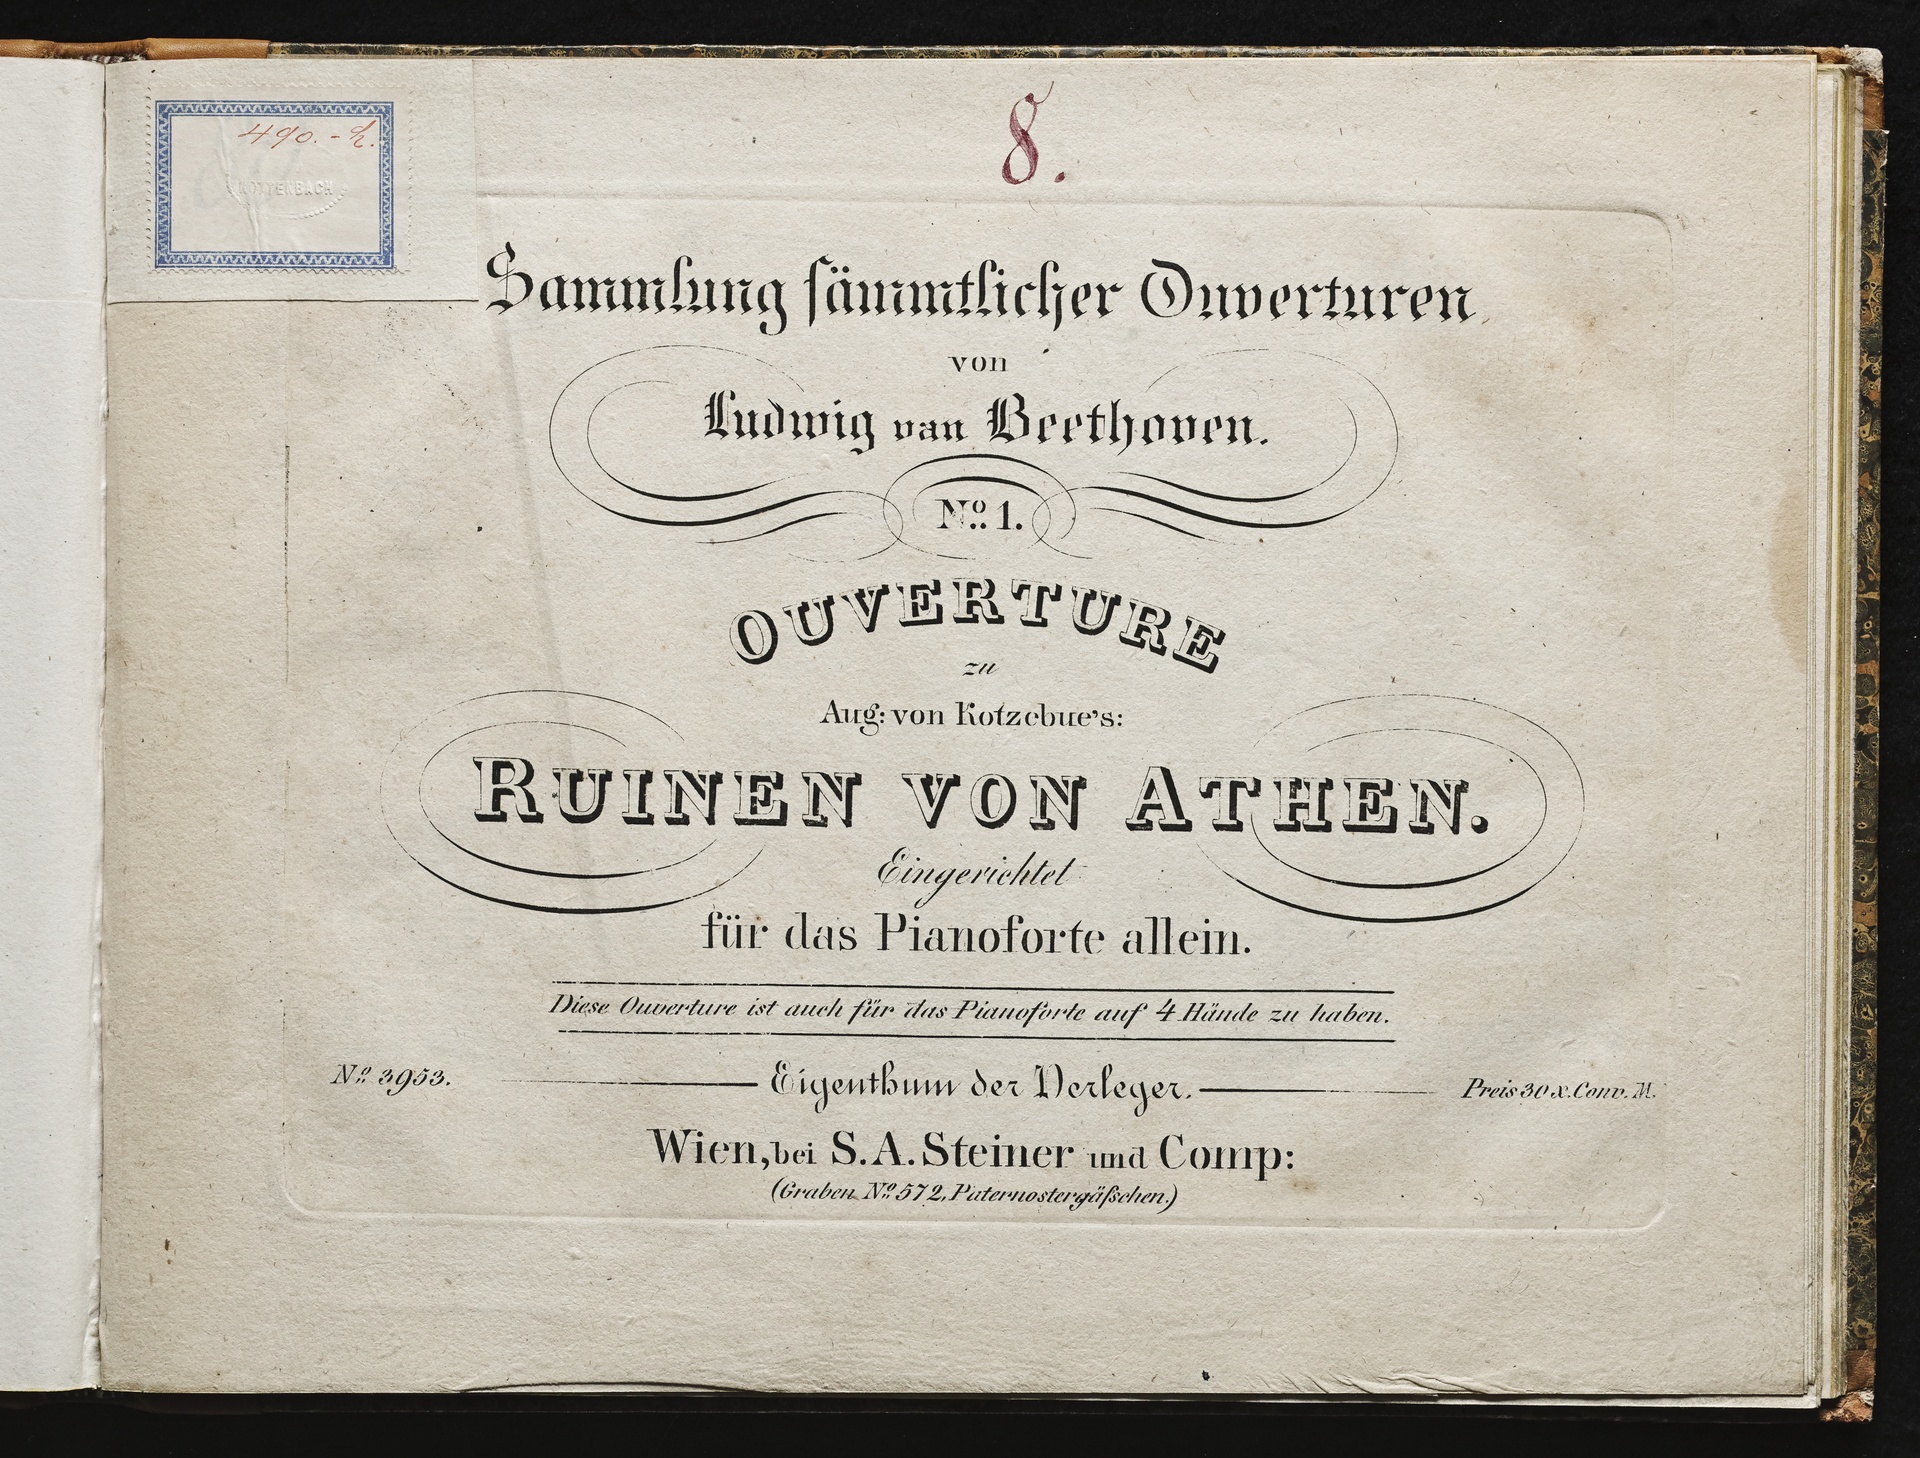 490.-h.
8.
Sammlung sämmtlicher Ouverturen
von
Ludwig van Beethoven.
No. 1.
OUVERTURE
zu
Aug: von Kotzebue's:
RUINEN VON ATHEN.
Eingerichtet
für das Pianoforte allein.
Diese Ouverture ist auch für das Pianoforte auf 4 Hände zu haben.
No. 3953.
Eigenthum der Verleger.
Preis 30 x. Conv. M.
Wien, bei S. A. Steiner und Comp:
(Graben No. 572, Paternostergäſschen.)